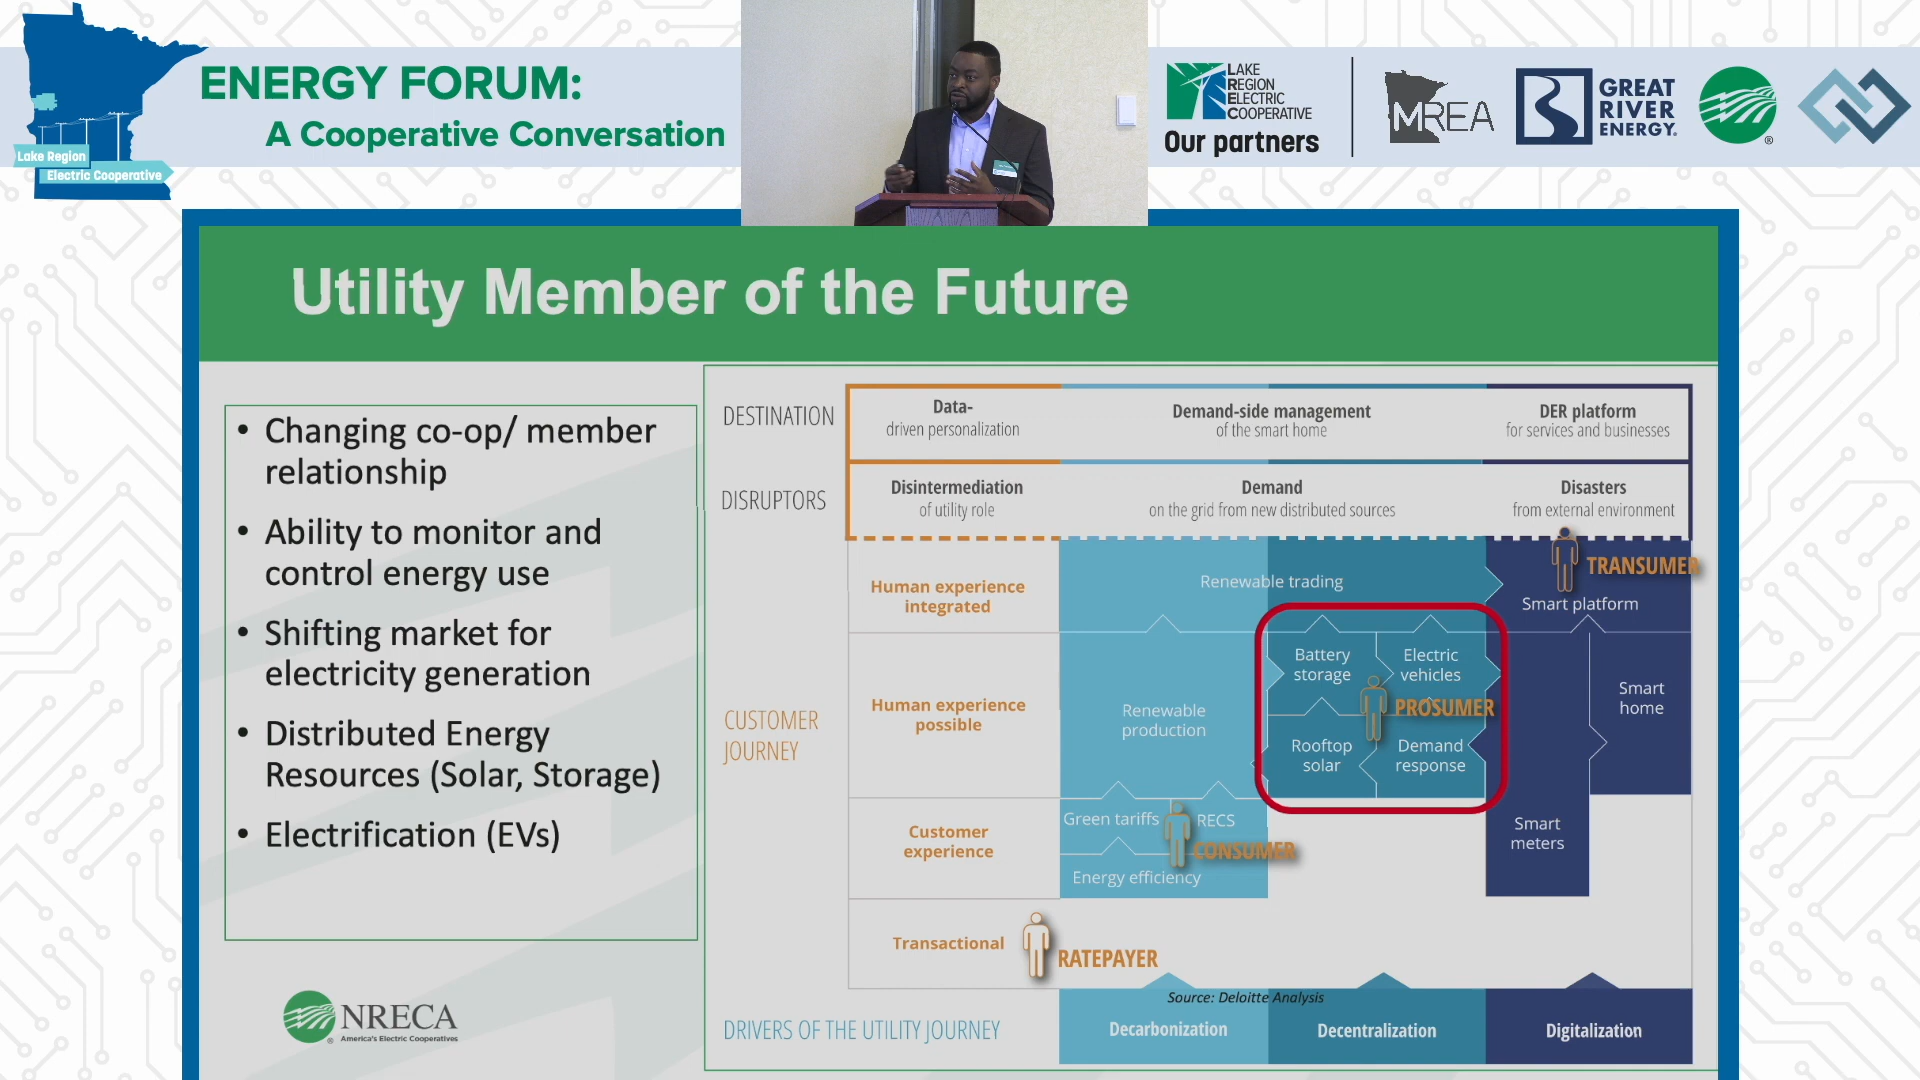 ENERGY FORUM:
A Cooperative Conversation
Lake Region
Electric Cooperative
LAKE
REGION
ELECTRIC
COOPERATIVE
Our partners
MREA
GREAT
RIVER
ENERGY.
®
Utility Member of the Future
• Changing co-op/ member
relationship
• Ability to monitor and
control energy use
• Shifting market for
electricity generation
• Distributed Energy
Resources (Solar, Storage)
• Electrification (EVs)
NRECA
America's Electric Cooperatives
DESTINATION
Data-
driven personalization
Demand-side management
of the smart home
DER platform
for services and businesses
DISRUPTORS
Disintermediation
of utility role
Demand
on the grid from new distributed sources
Disasters
from external environment
TRANSUMER
CUSTOMER
JOURNEY
Human experience
integrated
Renewable trading
Smart platform
Human experience
possible
Renewable
production
Battery
storage
Electric
vehicles
PROSUMER
Rooftop
solar
Demand
response
Smart
home
Smart
meters
Customer
experience
Green tariffs
RECS
CONSUMER
Energy efficiency
Transactional
RATEPAYER
Source: Deloitte Analysis
DRIVERS OF THE UTILITY JOURNEY
Decarbonization
Decentralization
Digitalization